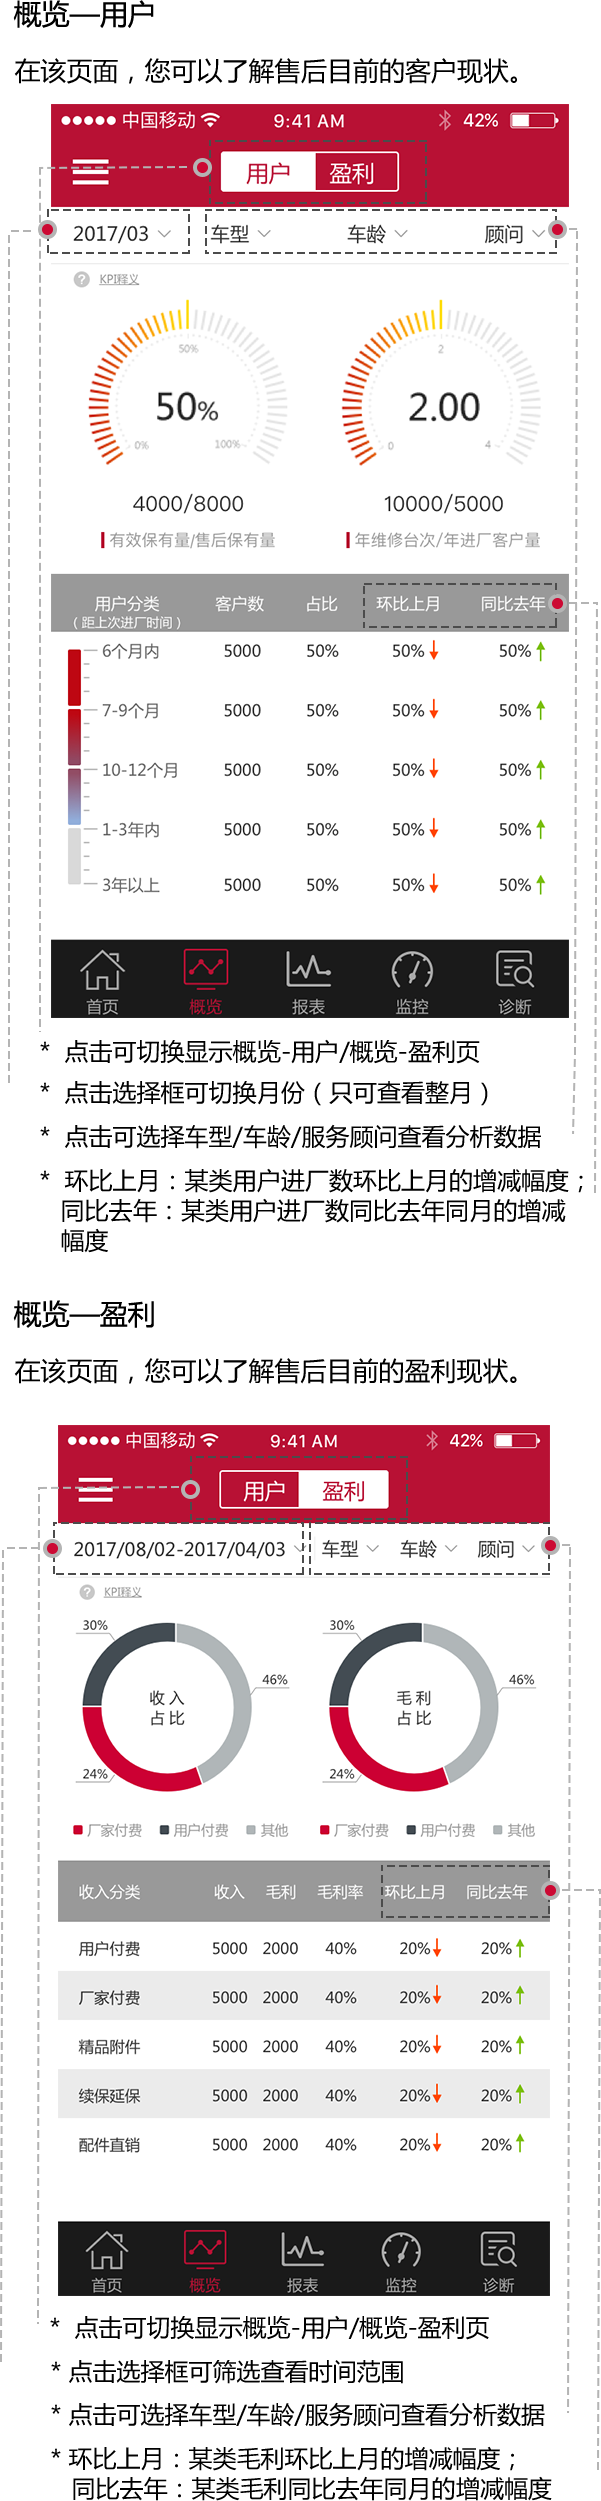 概览—用户
在该页面，您可以了解售后目前的客户现状。
中国移动 9:41 AM 42%
用户 盈利
2017/03 车型 车龄 顾问
? KPI释义
50% 2
50% 2.00
0% 100% 0 4
4000/8000 10000/5000
有效保有量/售后保有量 年维修台次/年进厂客户量
用户分类 客户数 占比 环比上月 同比去年
（距上次进厂时间）
6个月内 5000 50% 50% 50%
7-9个月 5000 50% 50% 50%
10-12个月 5000 50% 50% 50%
1-3年内 5000 50% 50% 50%
3年以上 5000 50% 50% 50%
首页 概览 报表 监控 诊断
* 点击可切换显示概览-用户/概览-盈利页
* 点击选择框可切换月份（只可查看整月）
* 点击可选择车型/车龄/服务顾问查看分析数据
* 环比上月：某类用户进厂数环比上月的增减幅度；
同比去年：某类用户进厂数同比去年同月的增减
幅度
概览—盈利
在该页面，您可以了解售后目前的盈利现状。
中国移动 9:41 AM 42%
用户 盈利
2017/08/02-2017/04/03 车型 车龄 顾问
? KPI释义
30% 30%
46% 46%
收入 毛利
占比 占比
24% 24%
厂家付费 用户付费 其他 厂家付费 用户付费 其他
收入分类 收入 毛利 毛利率 环比上月 同比去年
用户付费 5000 2000 40% 20% 20%
厂家付费 5000 2000 40% 20% 20%
精品附件 5000 2000 40% 20% 20%
续保延保 5000 2000 40% 20% 20%
配件直销 5000 2000 40% 20% 20%
首页 概览 报表 监控 诊断
* 点击可切换显示概览-用户/概览-盈利页
* 点击选择框可筛选查看时间范围
* 点击可选择车型/车龄/服务顾问查看分析数据
* 环比上月：某类毛利环比上月的增减幅度；
同比去年：某类毛利同比去年同月的增减幅度